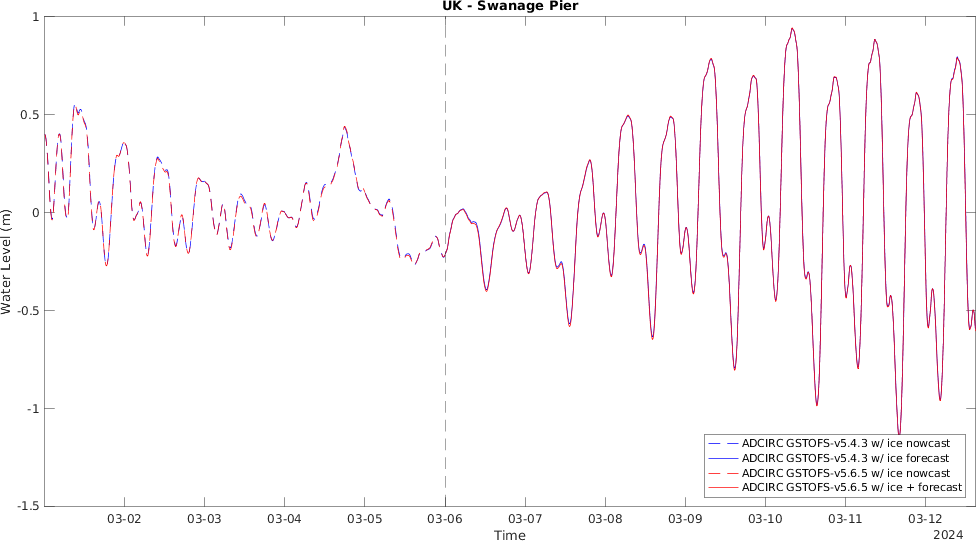 UK - Swanage Pier
1
0.5
0
-0.5
-1
-1.5
Water Level (m)
03-02 03-03 03-04 03-05 03-06 03-07 03-08 03-09 03-10 03-11 03-12
Time
2024
ADCIRC GSTOFS-v5.4.3 w/ ice nowcast
ADCIRC GSTOFS-v5.4.3 w/ ice forecast
ADCIRC GSTOFS-v5.6.5 w/ ice nowcast
ADCIRC GSTOFS-v5.6.5 w/ ice + forecast